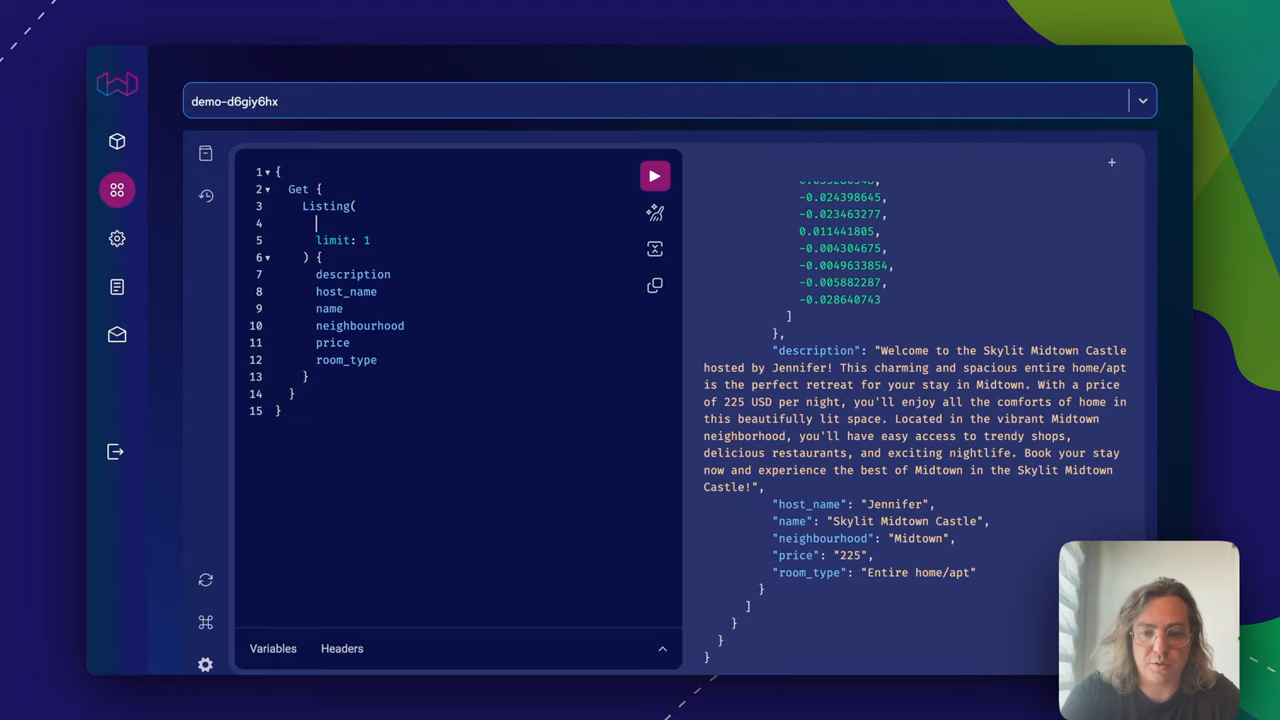 demo-d6giy6hx
1 {
2 Get {
3 Listing(
4
5 limit: 1
6 ) {
7 description
8 host_name
9 name
10 neighbourhood
11 price
12 room_type
13 }
14 }
15 }
Variables Headers
-0.024398645,
-0.023463277,
0.011441805,
-0.004304675,
-0.0049633854,
-0.005882287,
-0.028640743
]
},
"description": "Welcome to the Skylit Midtown Castle
hosted by Jennifer! This charming and spacious entire home/apt
is the perfect retreat for your stay in Midtown. With a price
of 225 USD per night, you'll enjoy all the comforts of home in
this beautifully lit space. Located in the vibrant Midtown
neighborhood, you'll have easy access to trendy shops,
delicious restaurants, and exciting nightlife. Book your stay
now and experience the best of Midtown in the Skylit Midtown
Castle!",
"host_name": "Jennifer",
"name": "Skylit Midtown Castle",
"neighbourhood": "Midtown",
"price": "225",
"room_type": "Entire home/apt"
}
]
}
}
}